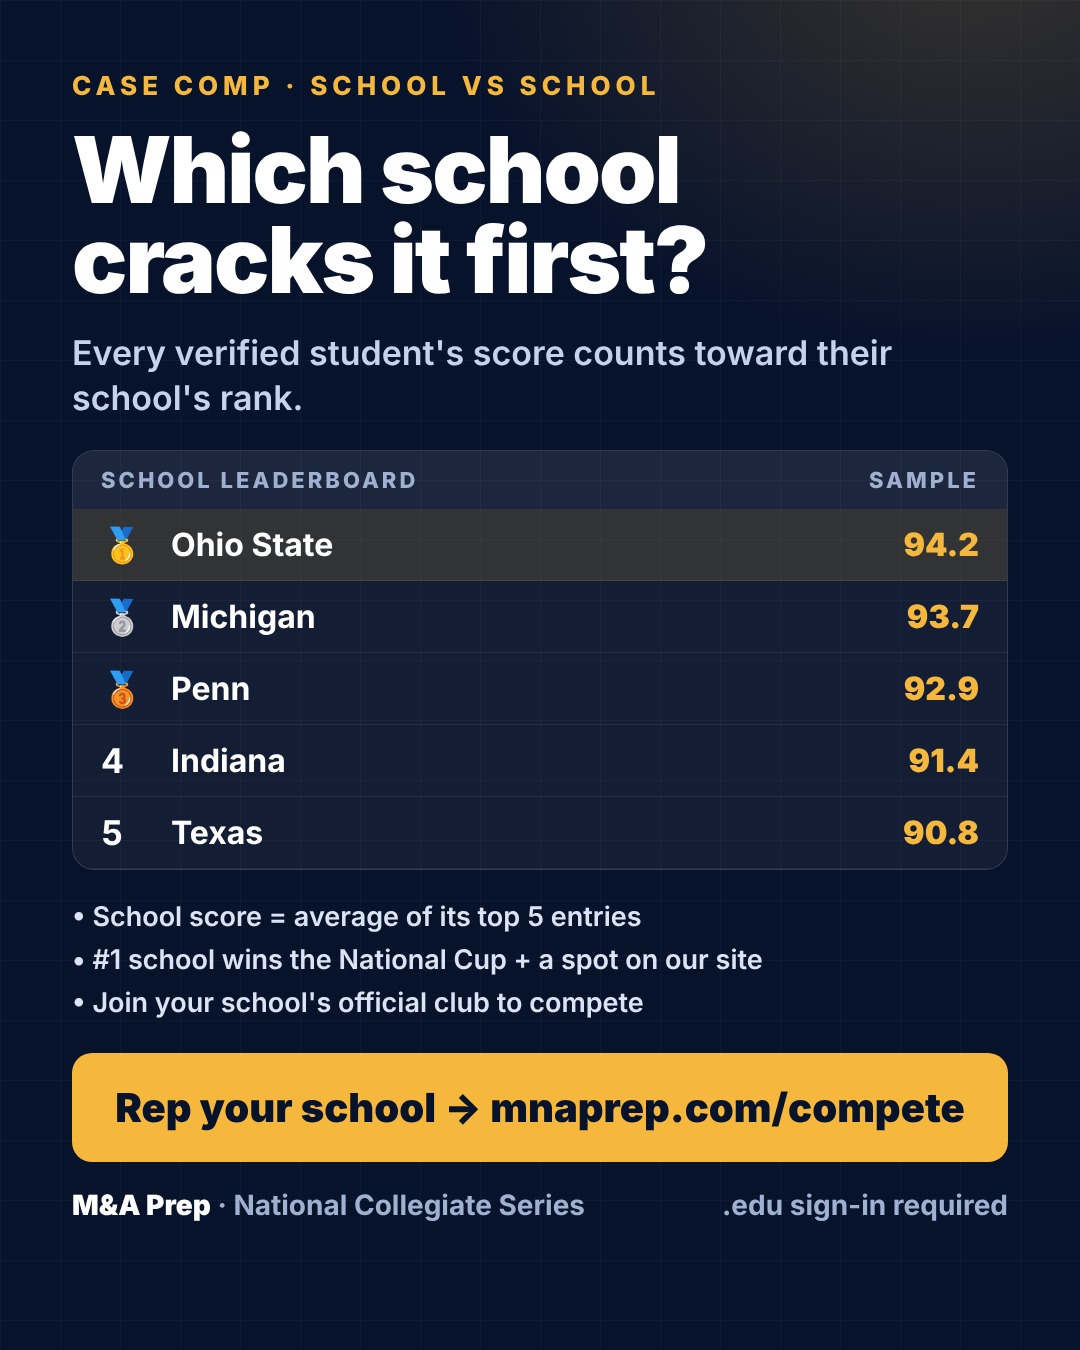 CASE COMP · SCHOOL VS SCHOOL
Which school
cracks it first?
Every verified student's score counts toward their
school's rank.
SCHOOL LEADERBOARD SAMPLE
🥇 Ohio State 94.2
🥈 Michigan 93.7
🥉 Penn 92.9
4 Indiana 91.4
5 Texas 90.8
• School score = average of its top 5 entries
• #1 school wins the National Cup + a spot on our site
• Join your school's official club to compete
Rep your school → mnaprep.com/compete
M&A Prep · National Collegiate Series .edu sign-in required